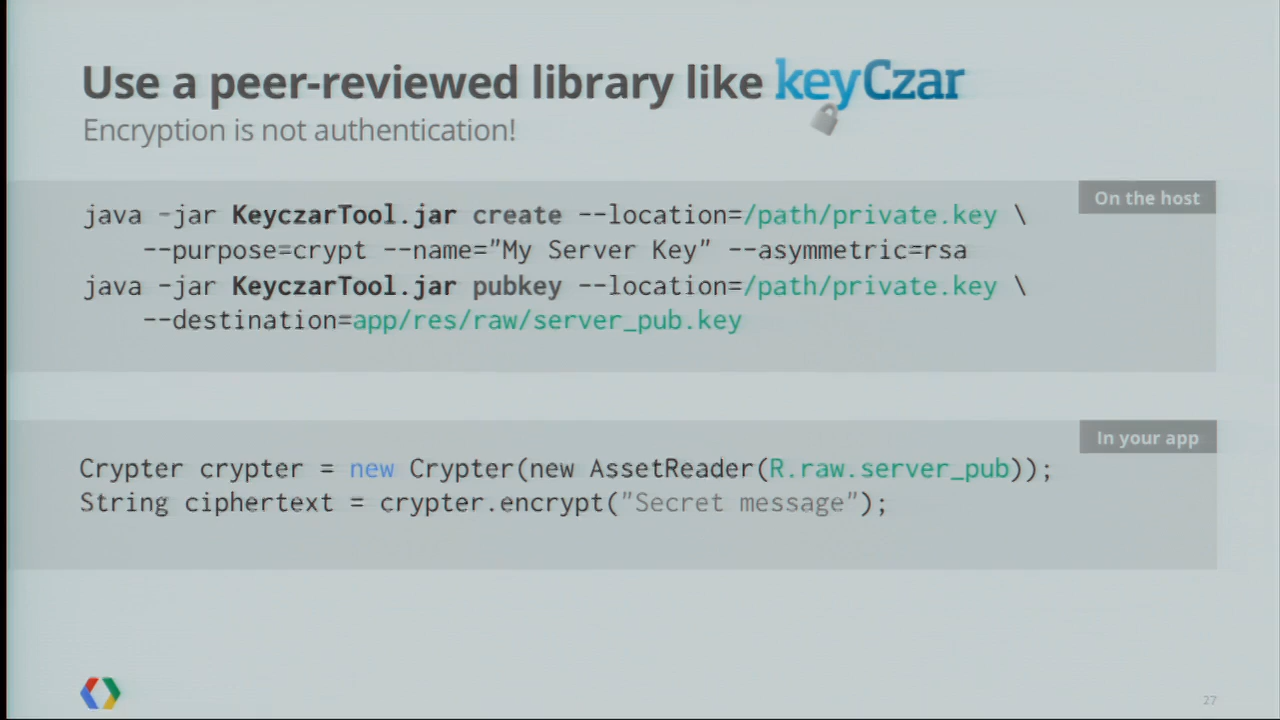 Use a peer-reviewed library like keyCzar
Encryption is not authentication!
On the host
java -jar KeyczarTool.jar create --location=/path/private.key \
--purpose=crypt --name="My Server Key" --asymmetric=rsa
java -jar KeyczarTool.jar pubkey --location=/path/private.key \
--destination=app/res/raw/server_pub.key
In your app
Crypter crypter = new Crypter(new AssetReader(R.raw.server_pub));
String ciphertext = crypter.encrypt("Secret message");
27